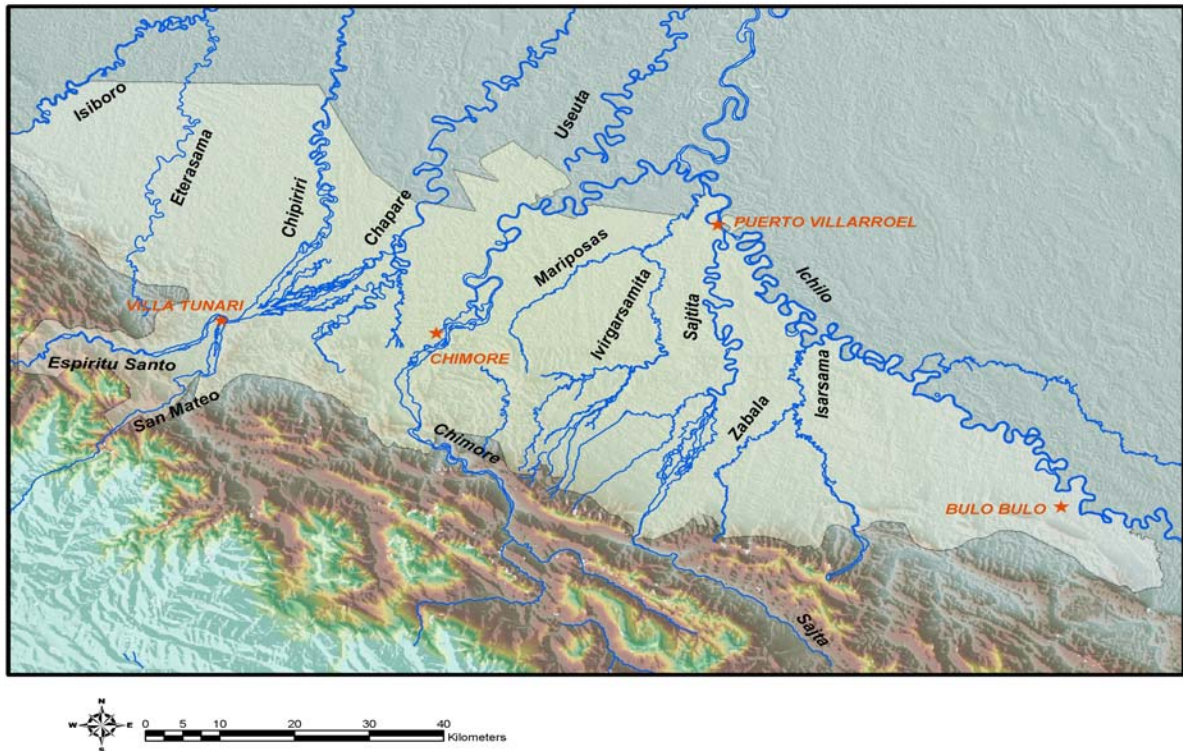 Isiboro
Eterasama
Chipiriri
Chapare
Useuta
PUERTO VILLARROEL
Mariposas
Ivirgarsamita
Sajtita
Ichilo
VILLA TUNARI
CHIMORE
Espiritu Santo
San Mateo
Chimore
Zabala
Isarsama
BULO BULO
Sajta
N
W E
S
0 5 10 20 30 40
Kilometers